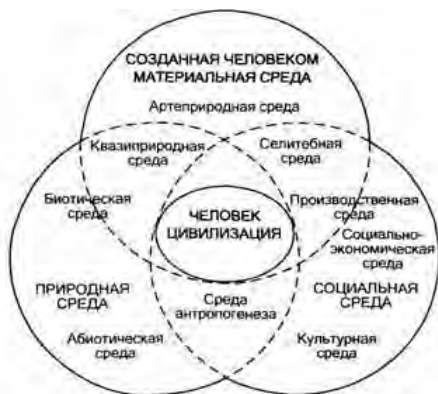 СОЗДАННАЯ ЧЕЛОВЕКОМ
МАТЕРИАЛЬНАЯ СРЕДА
Артеприродная среда
Квазиприродная
среда
Селитебная
среда
Биотическая
среда
ЧЕЛОВЕК
ЦИВИЛИЗАЦИЯ
Производственная
среда
Социально-
экономическая
среда
ПРИРОДНАЯ
СРЕДА
Среда
антропогенеза
СОЦИАЛЬНАЯ
СРЕДА
Абиотическая
среда
Культурная
среда